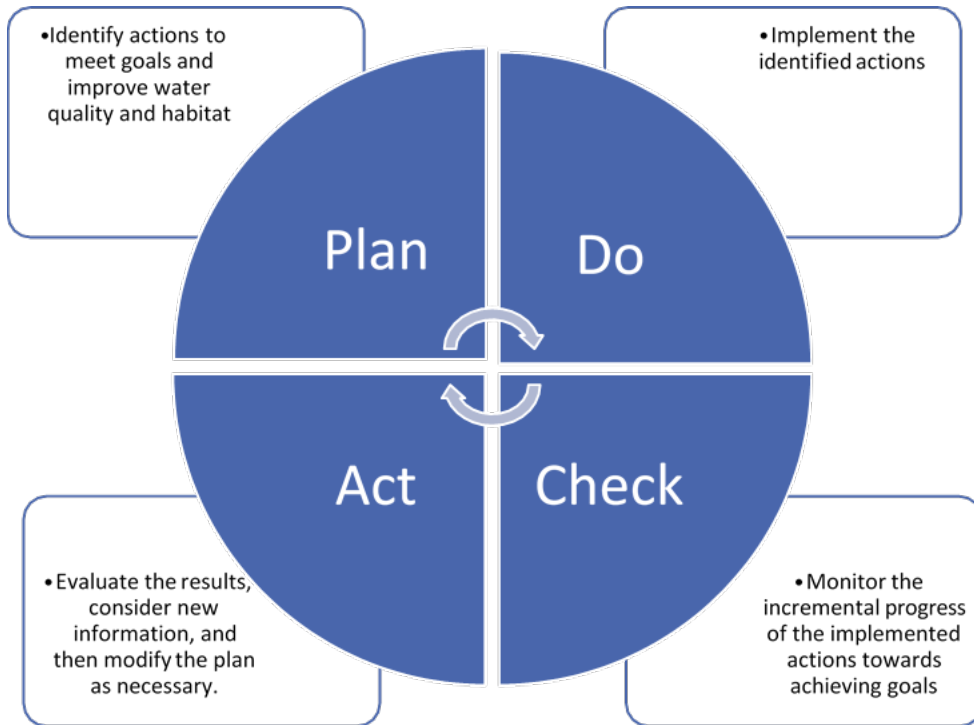 •Identify actions to
meet goals and
improve water
quality and habitat
•Implement the
identified actions
Plan
Do
Act
Check
•Evaluate the results,
consider new
information, and
then modify the plan
as necessary.
•Monitor the
incremental progress
of the implemented
actions towards
achieving goals